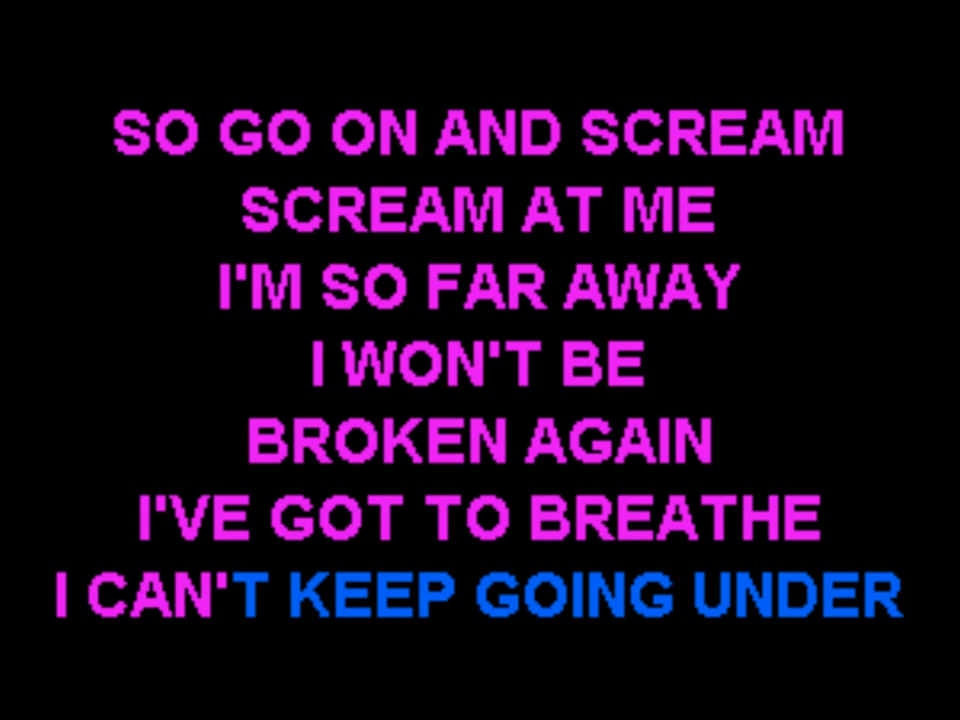 SO GO ON AND SCREAM
SCREAM AT ME
I'M SO FAR AWAY
I WON'T BE
BROKEN AGAIN
I'VE GOT TO BREATHE
I CAN'T KEEP GOING UNDER